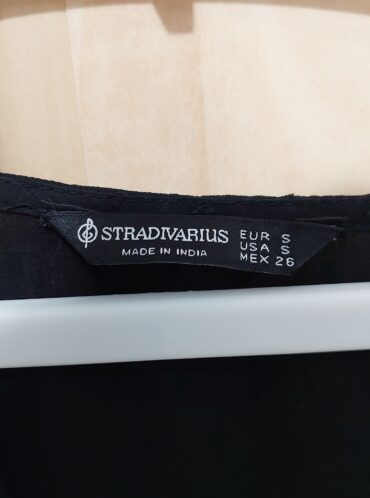 STRADIVARIUS
MADE IN INDIA
EUR S
USA S
MEX 26